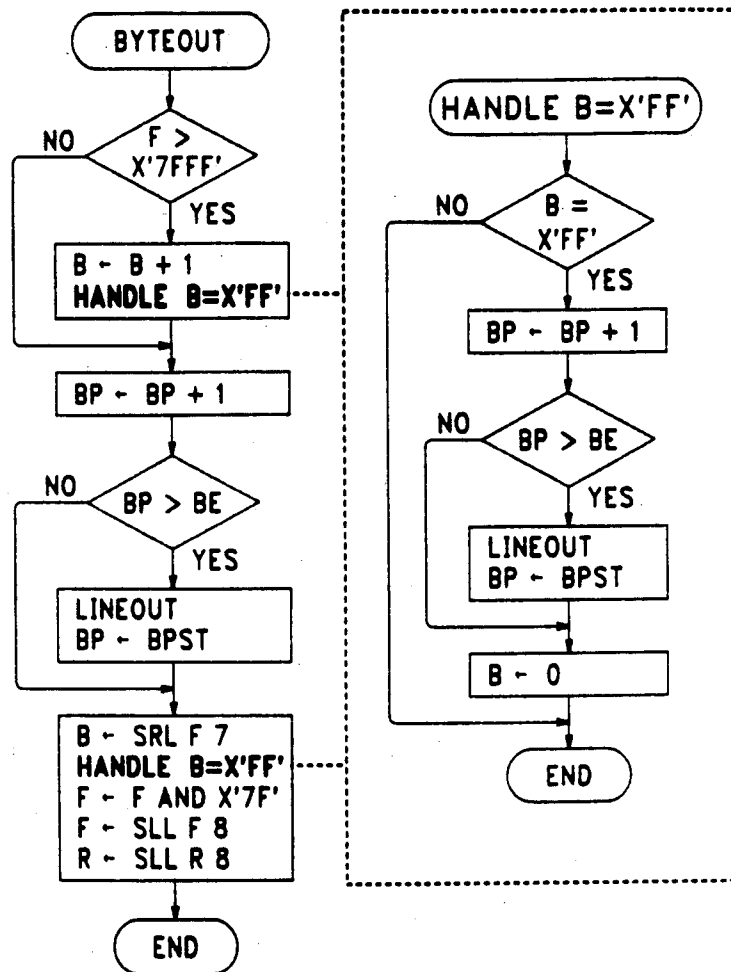 BYTEOUT
F >
X'7FFF'
NO
YES
B ← B + 1
HANDLE B=X'FF'
BP ← BP + 1
NO
BP > BE
YES
LINEOUT
BP ← BPST
B ← SRL F 7
HANDLE B=X'FF'
F ← F AND X'7F'
F ← SLL F 8
R ← SLL R 8
END
HANDLE B=X'FF'
NO
B =
X'FF'
YES
BP ← BP + 1
NO
BP > BE
YES
LINEOUT
BP ← BPST
B ← 0
END